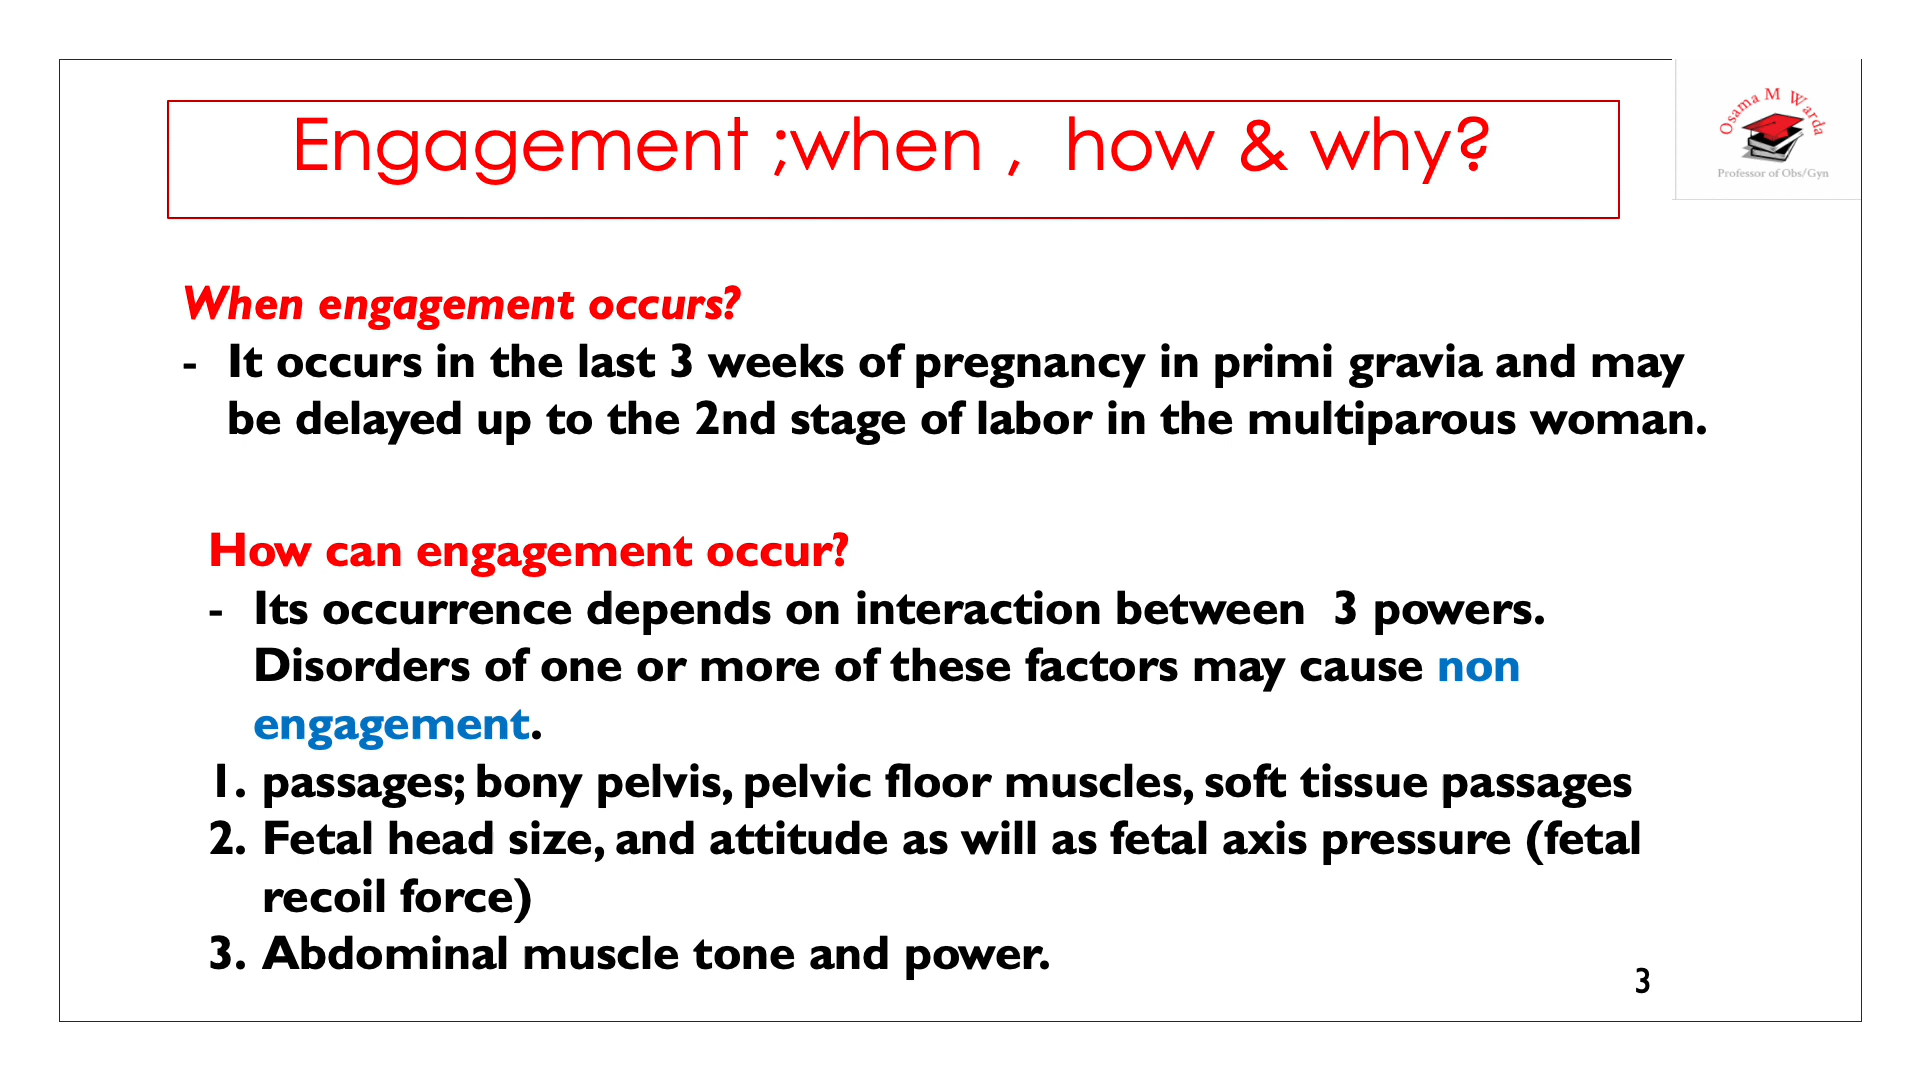 Engagement ;when , how & why?
Osama M Warda
Professor of Obs/Gyn
When engagement occurs?
- It occurs in the last 3 weeks of pregnancy in primi gravia and may
be delayed up to the 2nd stage of labor in the multiparous woman.
How can engagement occur?
- Its occurrence depends on interaction between 3 powers.
Disorders of one or more of these factors may cause non
engagement.
1. passages; bony pelvis, pelvic floor muscles, soft tissue passages
2. Fetal head size, and attitude as will as fetal axis pressure (fetal
recoil force)
3. Abdominal muscle tone and power.
3